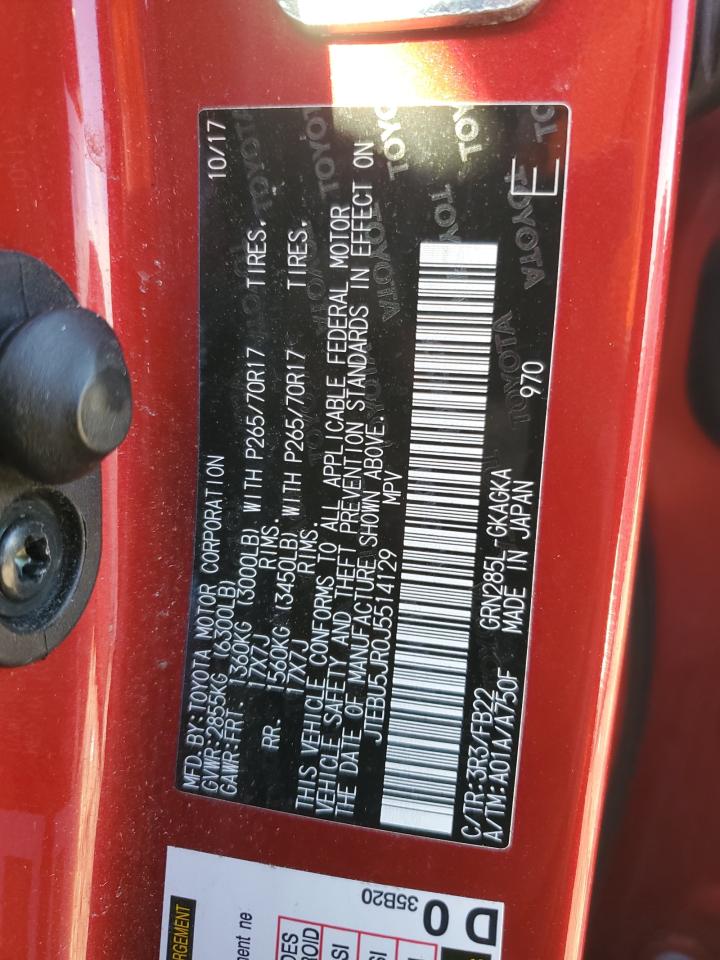 MFD.BY:TOYOTA MOTOR CORPORATION 10/17
GVWR:2855KG (6300LB)
GAWR:FRT. 1360KG (3000LB) WITH P265/70R17 TIRES.
17X7J RIMS.
RR. 1560KG (3450LB) WITH P265/70R17 TIRES.
17X7J RIMS.
THIS VEHICLE CONFORMS TO ALL APPLICABLE FEDERAL MOTOR
VEHICLE SAFETY AND THEFT PREVENTION STANDARDS IN EFFECT ON
THE DATE OF MANUFACTURE SHOWN ABOVE.
JTEBU5JR0J5514129 MPV
C/TR:3R3/FB22 GRN285L-GKAGKA 970
A/TM:A01A/A750F MADE IN JAPAN
E
TOYOTA
35B20
D 0